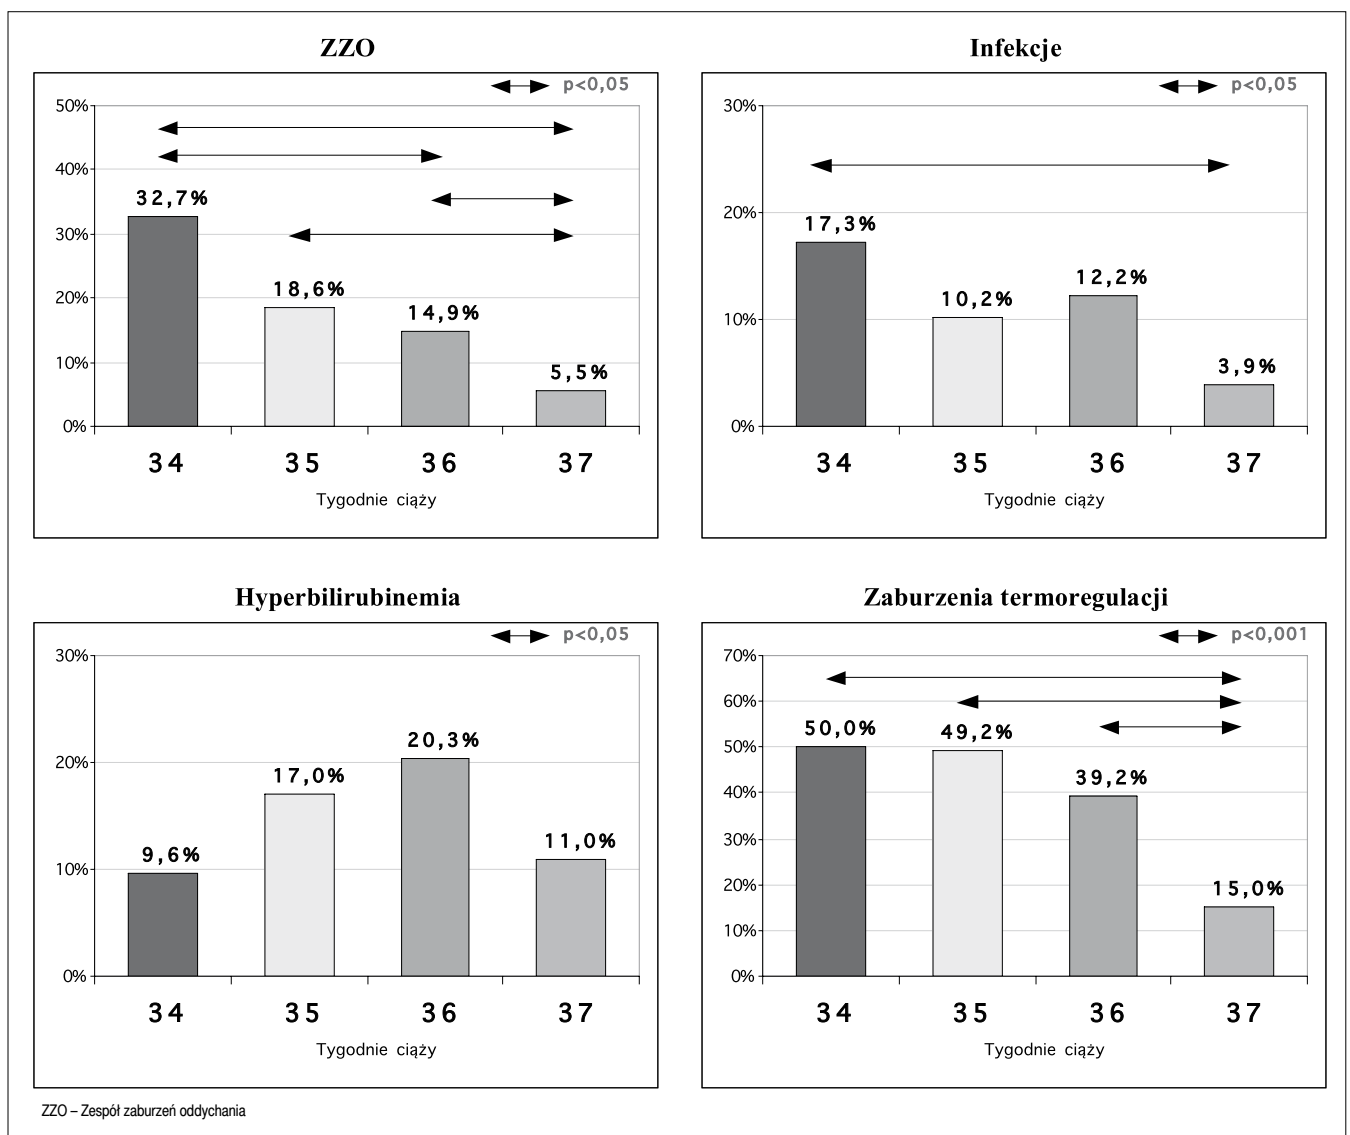 ZZO
p<0,05
50%
40%
30%
20%
10%
0%
32,7%
18,6%
14,9%
5,5%
34 35 36 37
Tygodnie ciąży
Infekcje
p<0,05
30%
20%
10%
0%
17,3%
10,2%
12,2%
3,9%
34 35 36 37
Tygodnie ciąży
Hyperbilirubinemia
p<0,05
30%
20%
10%
0%
9,6%
17,0%
20,3%
11,0%
34 35 36 37
Tygodnie ciąży
Zaburzenia termoregulacji
p<0,001
70%
60%
50%
40%
30%
20%
10%
0%
50,0%
49,2%
39,2%
15,0%
34 35 36 37
Tygodnie ciąży
ZZO – Zespół zaburzeń oddychania